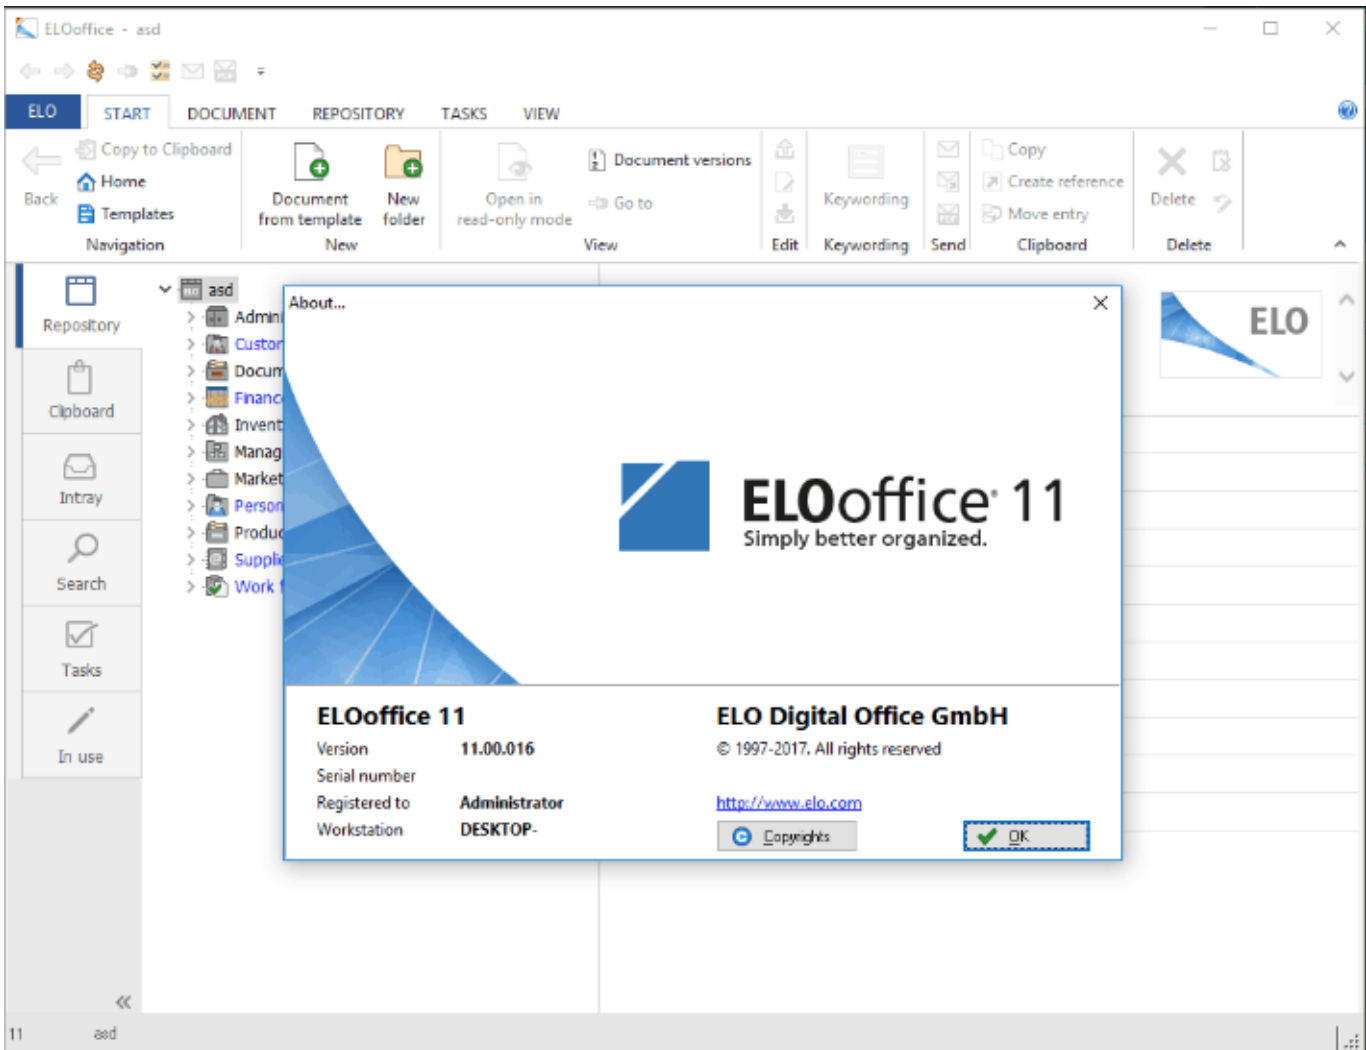 ELOoffice - asd
ELO START DOCUMENT REPOSITORY TASKS VIEW
Back
Copy to Clipboard
Home
Templates
Navigation
Document
from template
New
folder
New
Open in
read-only mode
Document versions
Go to
View
Edit
Keywording
Keywording
Send
Copy
Create reference
Move entry
Clipboard
Delete
Delete
Repository
Clipboard
Intray
Search
Tasks
In use
asd
Admini
Custor
Docum
Financ
Invent
Manag
Market
Person
Produc
Supplie
Work f
ELO
About...
ELOoffice 11
Simply better organized.
ELOoffice 11
Version 11.00.016
Serial number
Registered to Administrator
Workstation DESKTOP-
ELO Digital Office GmbH
© 1997-2017. All rights reserved
http://www.elo.com
Copyrights
OK
11 asd